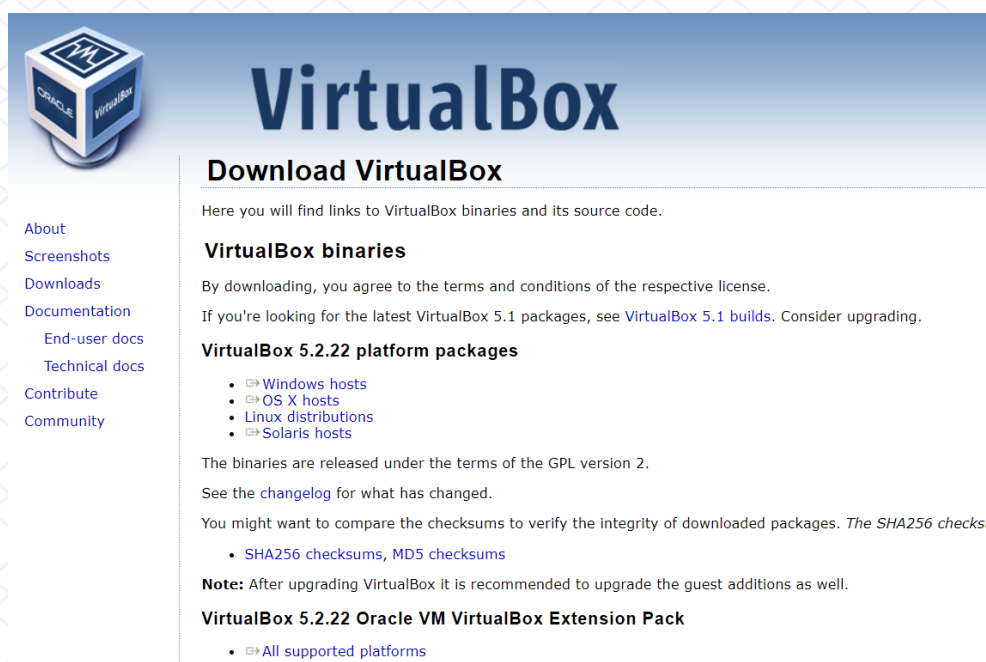 ORACLE
VirtualBox
VirtualBox
Download VirtualBox
Here you will find links to VirtualBox binaries and its source code.
About
Screenshots
Downloads
Documentation
End-user docs
Technical docs
Contribute
Community
VirtualBox binaries
By downloading, you agree to the terms and conditions of the respective license.
If you're looking for the latest VirtualBox 5.1 packages, see VirtualBox 5.1 builds. Consider upgrading.
VirtualBox 5.2.22 platform packages
• Windows hosts
• OS X hosts
• Linux distributions
• Solaris hosts
The binaries are released under the terms of the GPL version 2.
See the changelog for what has changed.
You might want to compare the checksums to verify the integrity of downloaded packages. The SHA256 checks
• SHA256 checksums, MD5 checksums
Note: After upgrading VirtualBox it is recommended to upgrade the guest additions as well.
VirtualBox 5.2.22 Oracle VM VirtualBox Extension Pack
• All supported platforms